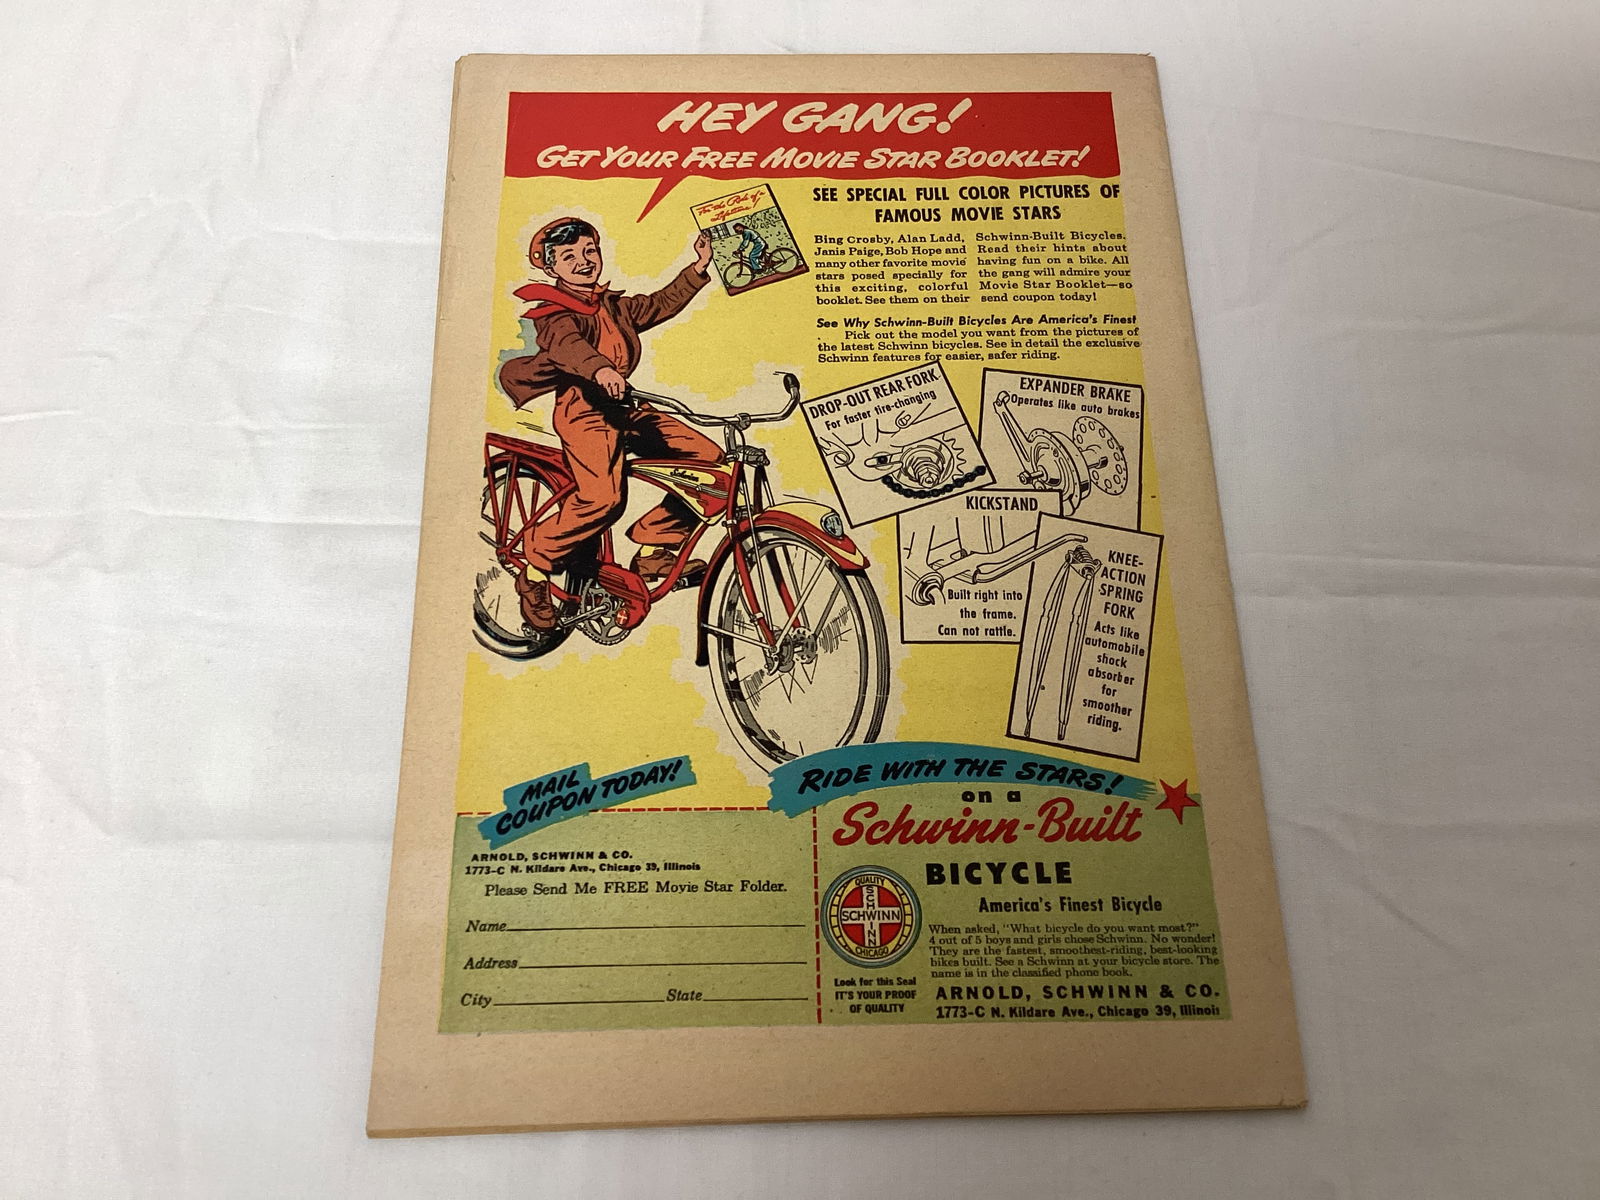 HEY GANG!
GET YOUR FREE MOVIE STAR BOOKLET!
For the Ride of a
Lifetime!
SEE SPECIAL FULL COLOR PICTURES OF
FAMOUS MOVIE STARS
Bing Crosby, Alan Ladd,
Janis Paige, Bob Hope and
many other favorite movie
stars posed specially for
this exciting, colorful
booklet. See them on their
Schwinn-Built Bicycles.
Read their hints about
having fun on a bike. All
the gang will admire your
Movie Star Booklet—so
send coupon today!
See Why Schwinn-Built Bicycles Are America's Finest
Pick out the model you want from the pictures of
the latest Schwinn bicycles. See in detail the exclusive
Schwinn features for easier, safer riding.
DROP-OUT REAR FORK
For faster tire-changing
EXPANDER BRAKE
Operates like auto brakes
KICKSTAND
Built right into
the frame.
Can not rattle.
KNEE-
ACTION
SPRING
FORK
Acts like
automobile
shock
absorber
for
smoother
riding.
Schwinn
MAIL
COUPON TODAY!
RIDE WITH THE STARS!
on a
Schwinn-Built
BICYCLE
America's Finest Bicycle
ARNOLD, SCHWINN & CO.
1773-C N. Kildare Ave., Chicago 39, Illinois
Please Send Me FREE Movie Star Folder.
Name
Address
City State
QUALITY
SCHWINN
SCHWINN
CHICAGO
Look for this Seal
IT'S YOUR PROOF
OF QUALITY
When asked, "What bicycle do you want most?"
4 out of 5 boys and girls chose Schwinn. No wonder!
They are the fastest, smoothest-riding, best-looking
bikes built. See a Schwinn at your bicycle store. The
name is in the classified phone book.
ARNOLD, SCHWINN & CO.
1773-C N. Kildare Ave., Chicago 39, Illinois